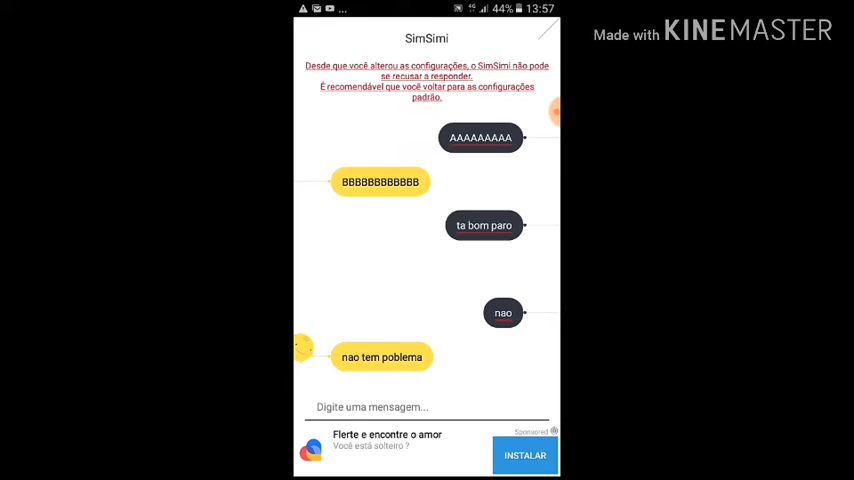 ... 4G 44% 13:57
Made with KINEMASTER
SimSimi
Desde que você alterou as configurações, o SimSimi não pode
se recusar a responder.
É recomendável que você voltar para as configurações
padrão.
AAAAAAAAA
BBBBBBBBBBBB
ta bom paro
nao
nao tem poblema
Digite uma mensagem...
Flerte e encontre o amor
Você está solteiro ?
Sponsored
INSTALAR